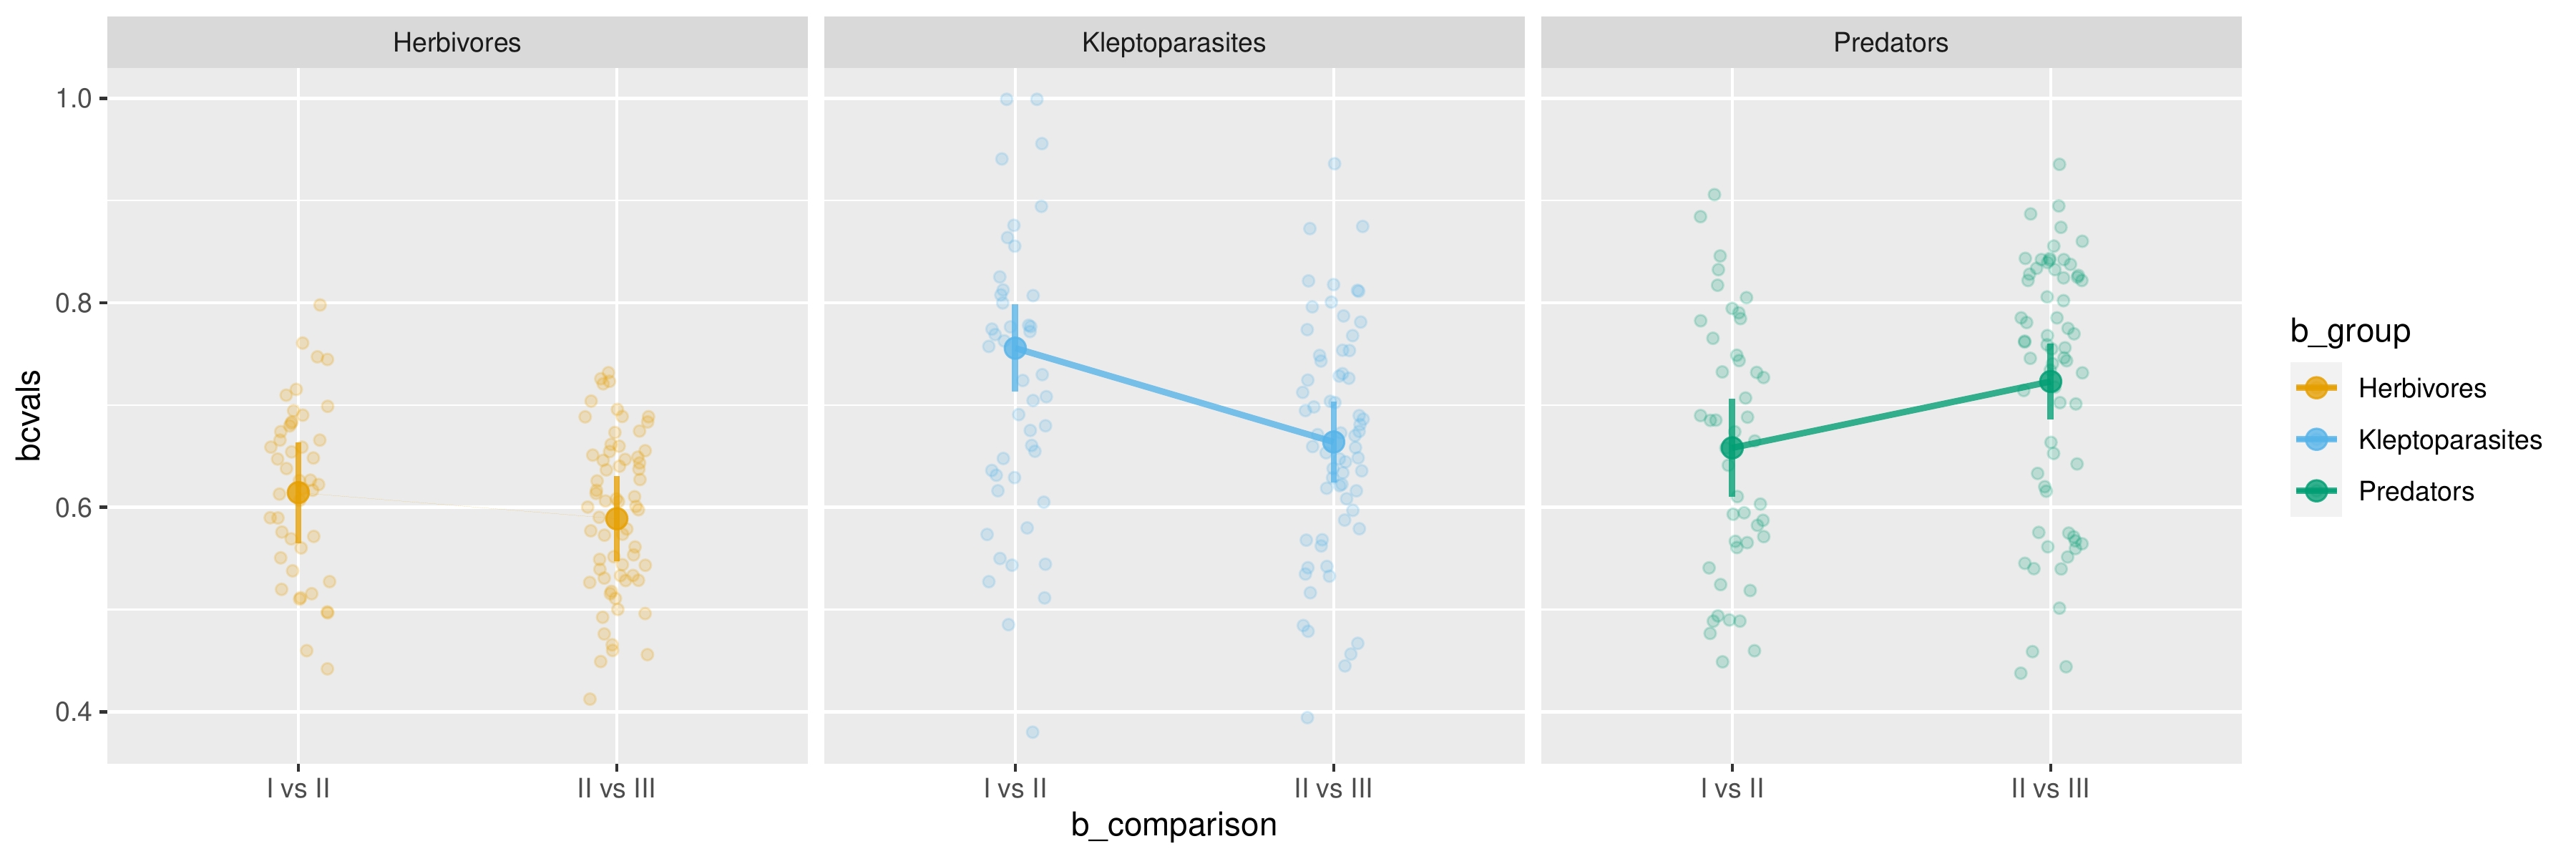 Herbivores
Kleptoparasites
Predators
1.0
0.8
0.6
0.4
bcvals
I vs II
II vs III
I vs II
II vs III
I vs II
II vs III
b_comparison
b_group
Herbivores
Kleptoparasites
Predators